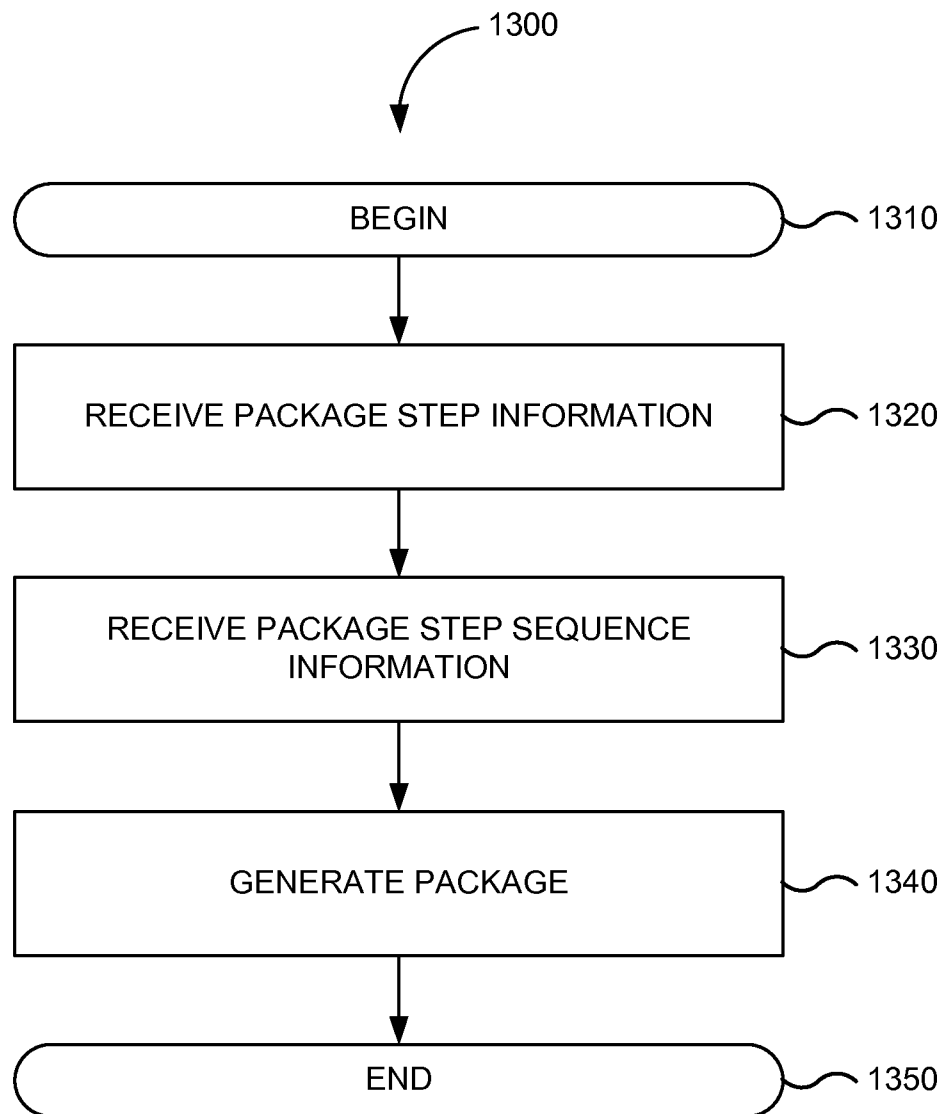 1300
BEGIN
1310
RECEIVE PACKAGE STEP INFORMATION
1320
RECEIVE PACKAGE STEP SEQUENCE
INFORMATION
1330
GENERATE PACKAGE
1340
END
1350